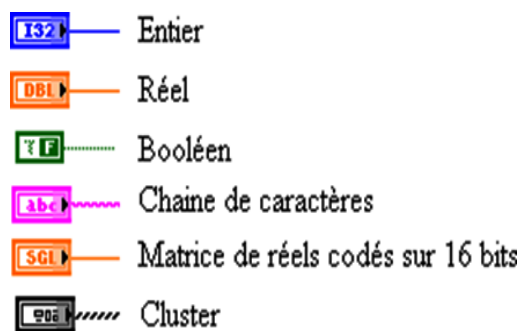 I32 Entier
DBL Réel
TF Booléen
abc Chaine de caractères
SGL Matrice de réels codés sur 16 bits
Cluster